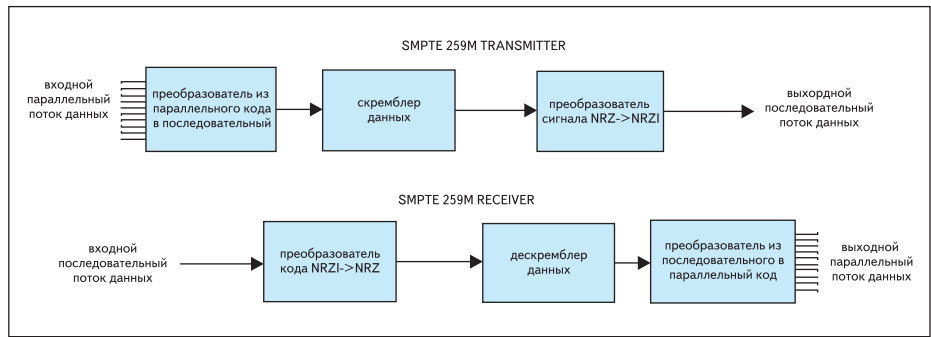 SMPTE 259M TRANSMITTER
входной
параллельный
поток данных
преобразователь из
параллельного кода
в последовательный
скремблер
данных
преобразователь
сигнала NRZ->NRZI
выхордной
последовательный
поток данных
SMPTE 259M RECEIVER
входной
последовательный
поток данных
преобразователь
кода NRZI->NRZ
дескремблер
данных
преобразователь из
последовательного в
параллельный код
выходной
параллельный
поток данных